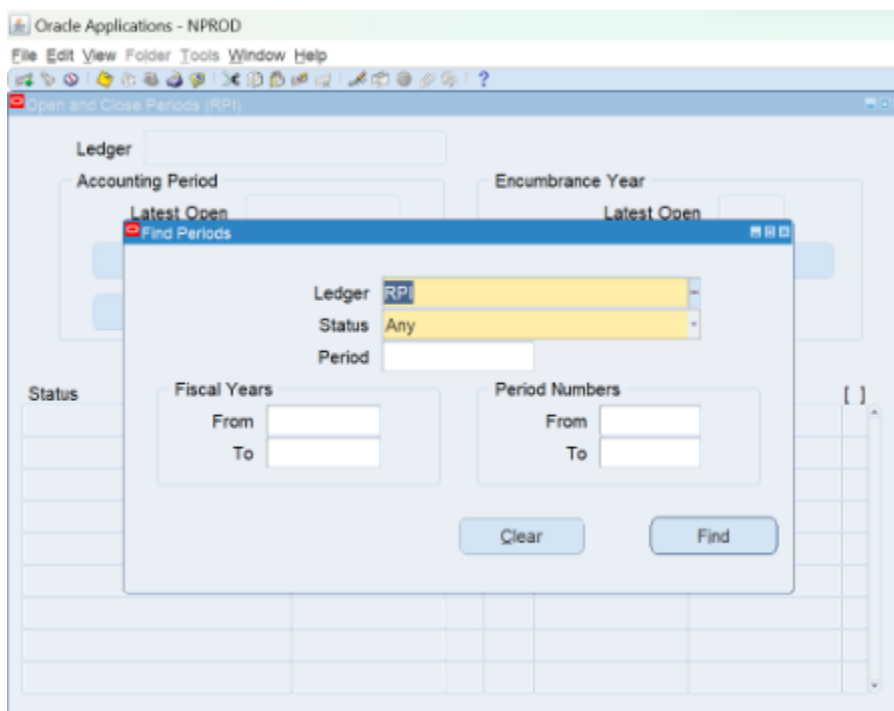 Oracle Applications - NPROD
File Edit View Folder Tools Window Help
Open and Close Periods (RPI)
Ledger
Accounting Period
Encumbrance Year
Latest Open
Latest Open
Find Periods
Ledger RPI
Status Any
Period
Status
Fiscal Years
Period Numbers
[ ]
From
From
To
To
Clear
Find